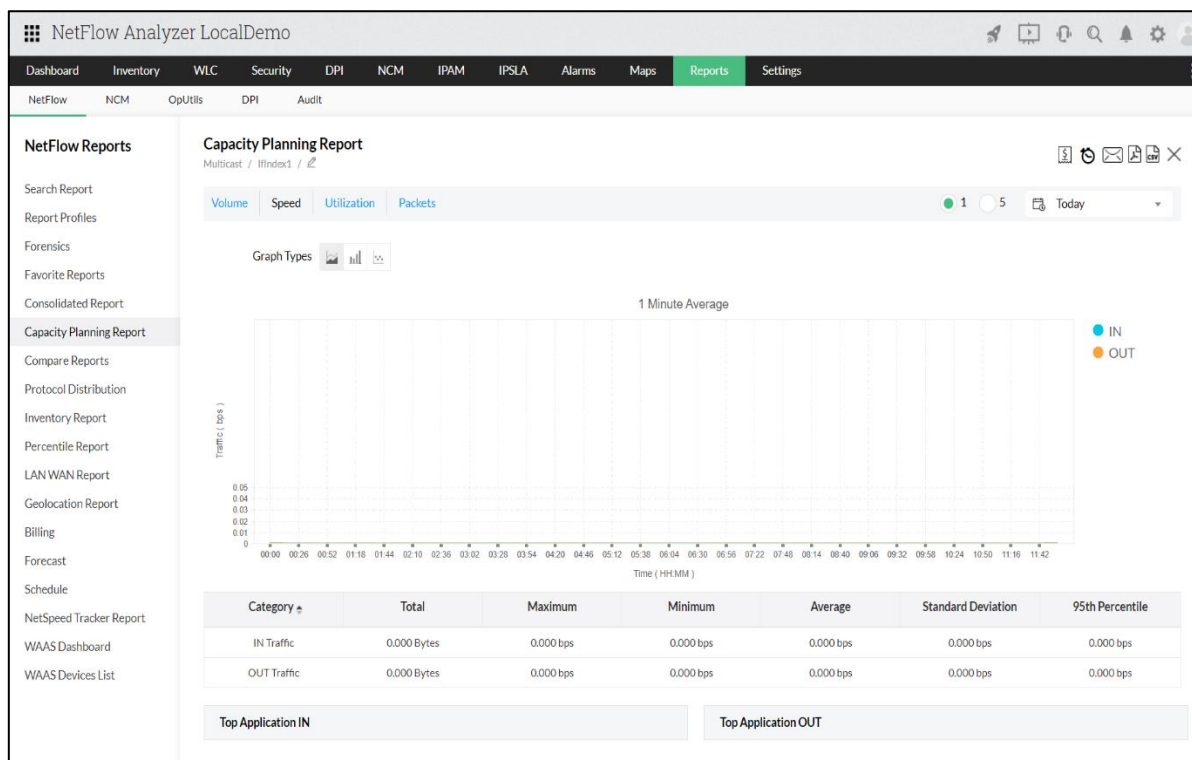 NetFlow Analyzer LocalDemo
Dashboard Inventory WLC Security DPI NCM IPAM IPSLA Alarms Maps Reports Settings
NetFlow NCM OpUtils DPI Audit
NetFlow Reports
Search Report
Report Profiles
Forensics
Favorite Reports
Consolidated Report
Capacity Planning Report
Compare Reports
Protocol Distribution
Inventory Report
Percentile Report
LAN WAN Report
Geolocation Report
Billing
Forecast
Schedule
NetSpeed Tracker Report
WAAS Dashboard
WAAS Devices List
Capacity Planning Report
Multicast / IfIndex1 /
CSV
Volume Speed Utilization Packets 1 5 Today
Graph Types
1 Minute Average
IN
OUT
Traffic ( bps )
0.05
0.04
0.03
0.02
0.01
0
00:00 00:26 00:52 01:18 01:44 02:10 02:36 03:02 03:28 03:54 04:20 04:46 05:12 05:38 06:04 06:30 06:56 07:22 07:48 08:14 08:40 09:06 09:32 09:58 10:24 10:50 11:16 11:42
Time ( HH:MM )
Category Total Maximum Minimum Average Standard Deviation 95th Percentile
IN Traffic 0.000 Bytes 0.000 bps 0.000 bps 0.000 bps 0.000 bps 0.000 bps
OUT Traffic 0.000 Bytes 0.000 bps 0.000 bps 0.000 bps 0.000 bps 0.000 bps
Top Application IN Top Application OUT